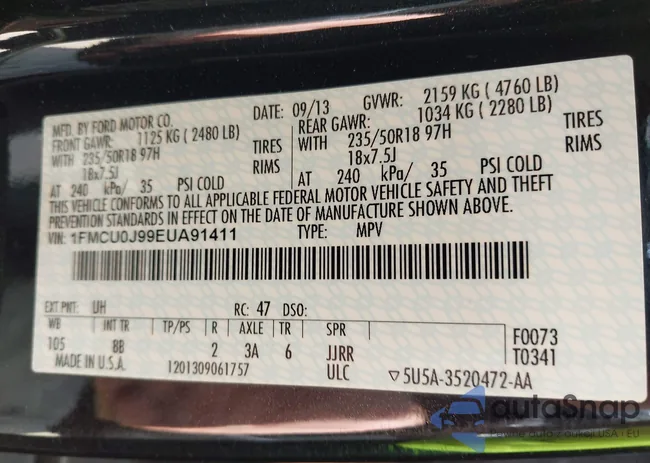 MFD. BY FORD MOTOR CO. DATE: 09/13 GVWR: 2159 KG ( 4760 LB)
FRONT GAWR: 1125 KG ( 2480 LB) REAR GAWR: 1034 KG ( 2280 LB)
WITH 235/50R18 97H TIRES WITH 235/50R18 97H TIRES
18x7.5J RIMS 18x7.5J RIMS
AT 240 kPa/ 35 PSI COLD AT 240 kPa/ 35 PSI COLD
THIS VEHICLE CONFORMS TO ALL APPLICABLE FEDERAL MOTOR VEHICLE SAFETY AND THEFT
PREVENTION STANDARDS IN EFFECT ON THE DATE OF MANUFACTURE SHOWN ABOVE.
VIN: 1FMCU0J99EUA91411 TYPE: MPV
EXT PNT: UH RC: 47 DSO:
WB INT TR TP/PS R AXLE TR SPR F0073
105 8B 2 3A 6 JJRR T0341
MADE IN U.S.A. 1201309061757 ULC ▽5U5A-3520472-AA
autoSnap